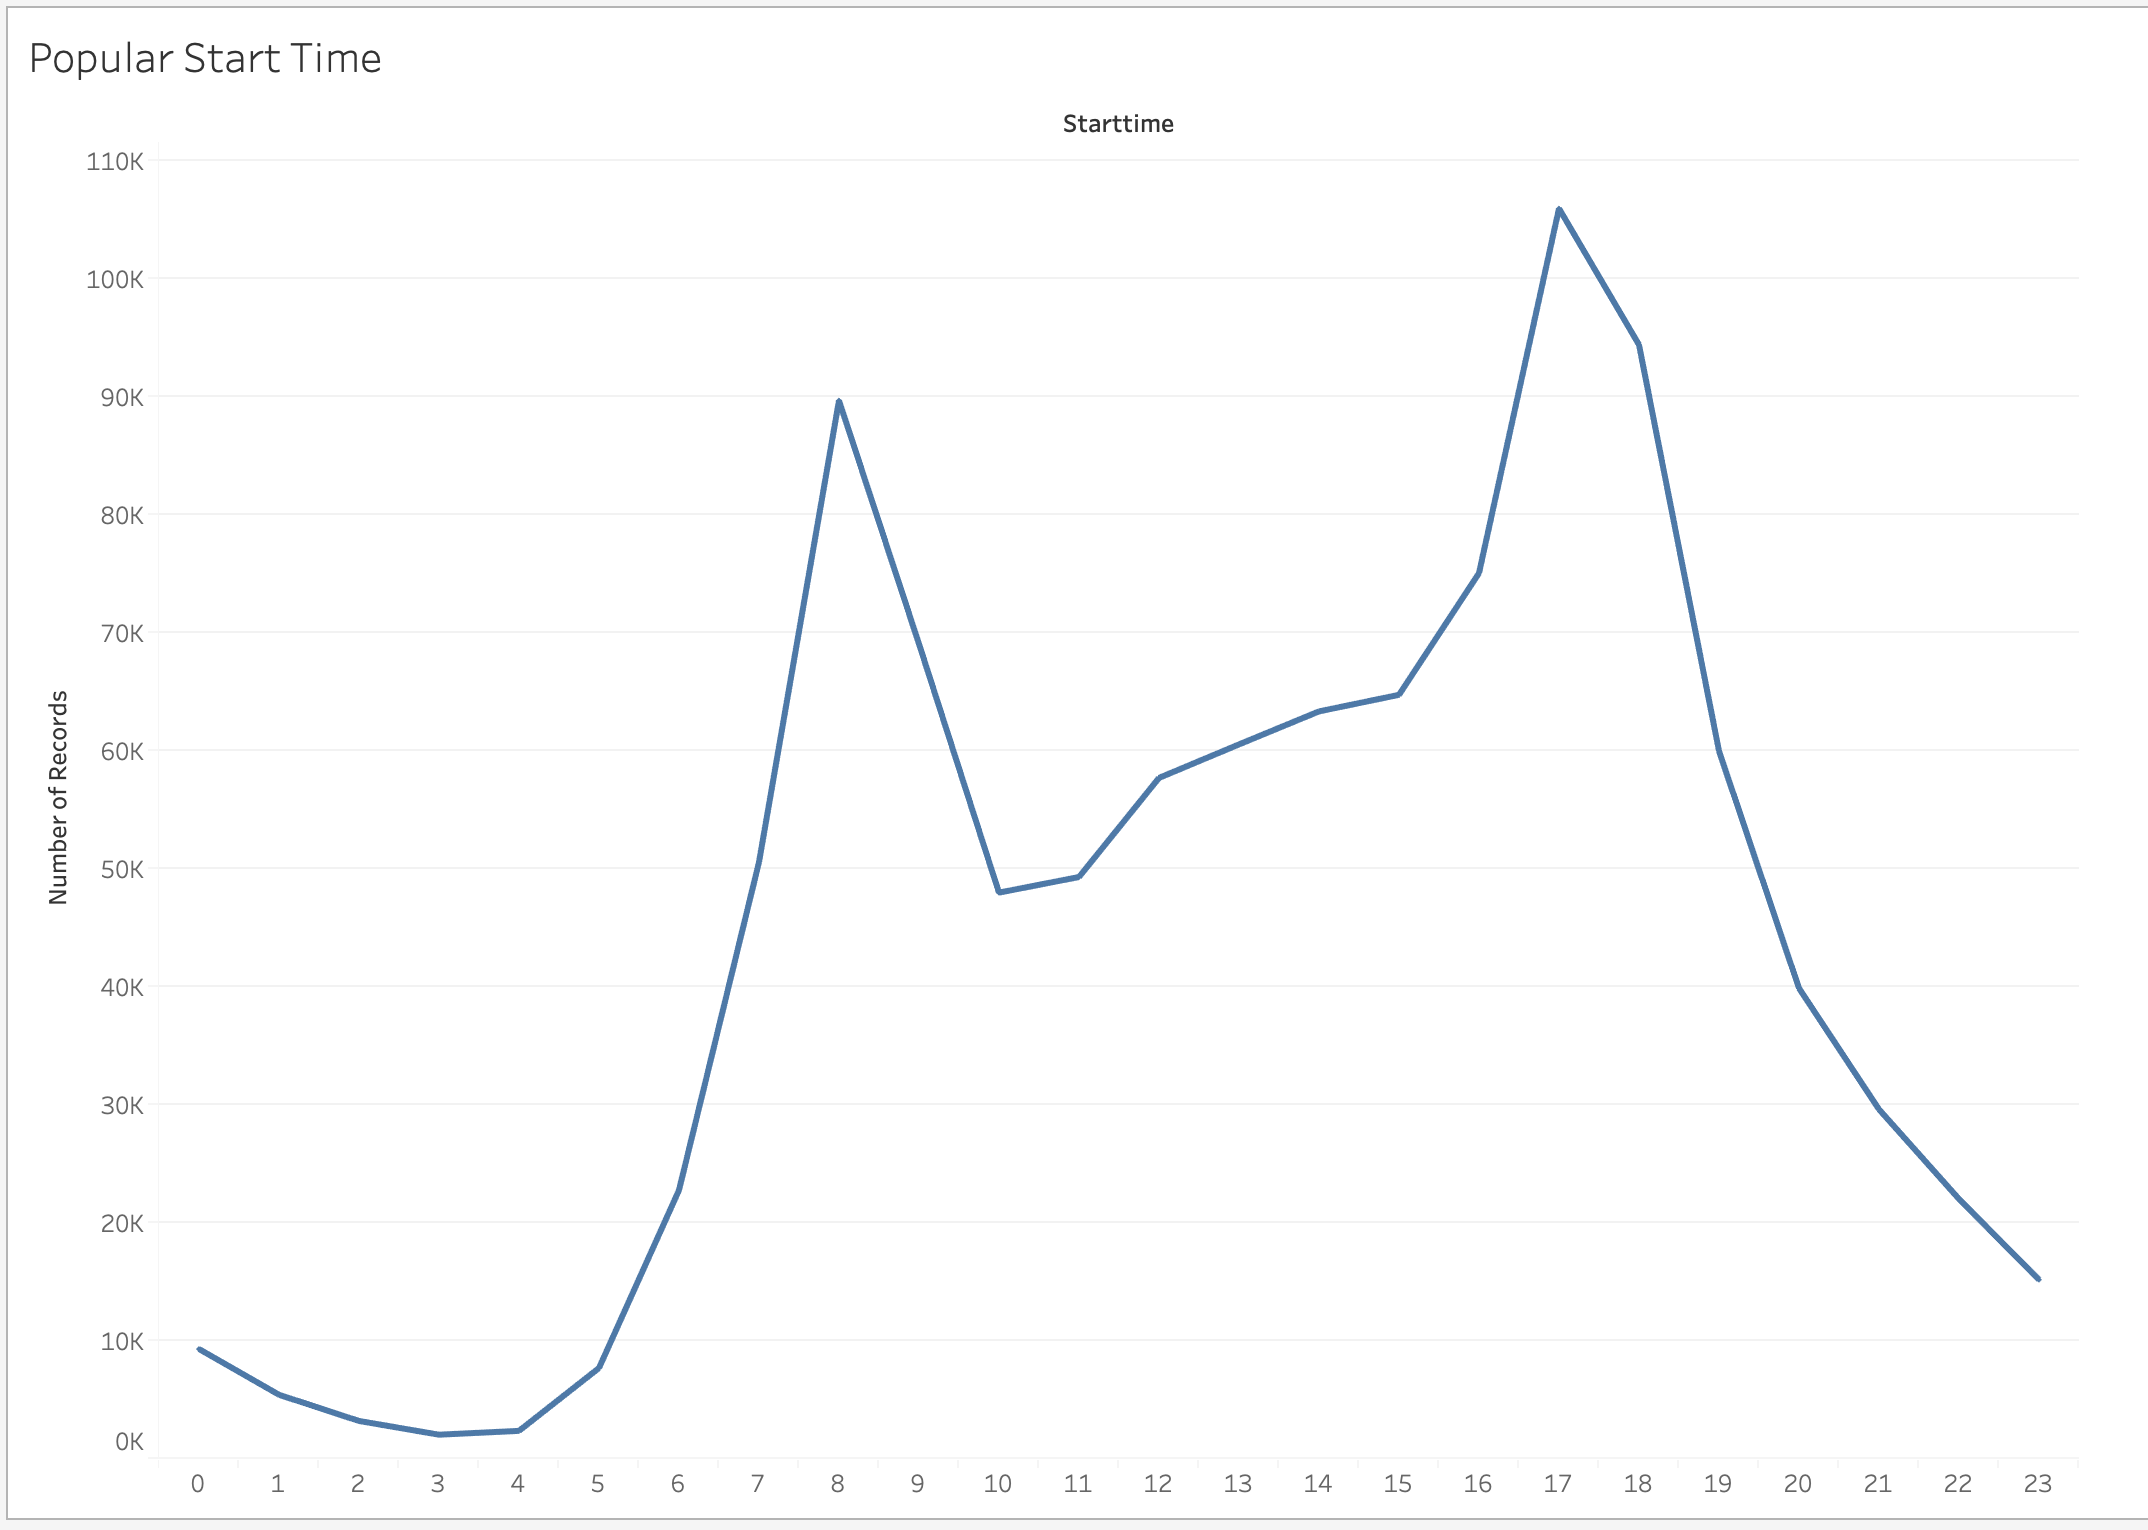 Popular Start Time
Starttime
110K
100K
90K
80K
70K
60K
50K
40K
30K
20K
10K
0K
Number of Records
0 1 2 3 4 5 6 7 8 9 10 11 12 13 14 15 16 17 18 19 20 21 22 23